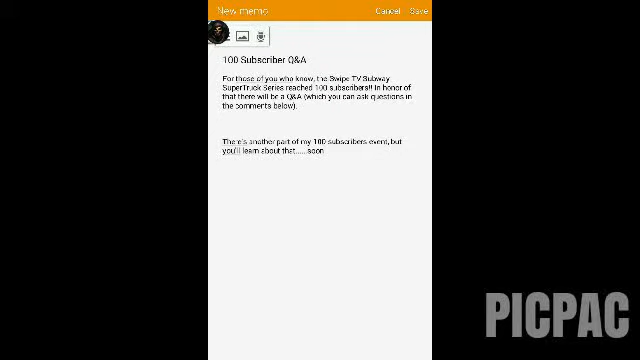 New memo Cancel Save
100 Subscriber Q&A
For those of you who know, the Swipe TV Subway
SuperTruck Series reached 100 subscribers!! In honor of
that there will be a Q&A (which you can ask questions in
the comments below).
There's another part of my 100 subscribers event, but
you'll learn about that......soon
PICPAC